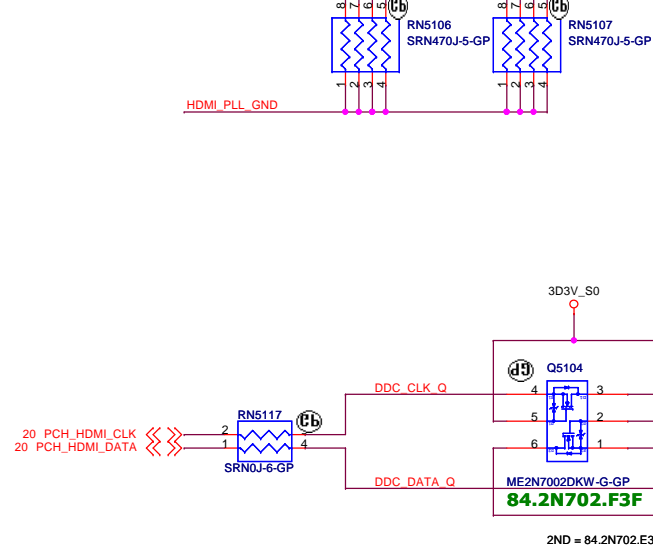 8 7 6 5
8 7 6 5
RN5106
SRN470J-5-GP
RN5107
SRN470J-5-GP
1 2 3 4
1 2 3 4
HDMI_PLL_GND
3D3V_S0
Q5104
DDC_CLK_Q
4 3
5 2
6 1
RN5117
20 PCH_HDMI_CLK
20 PCH_HDMI_DATA
2
1 4
SRN0J-6-GP
DDC_DATA_Q
ME2N7002DKW-G-GP
84.2N702.F3F
2ND = 84.2N702.E3